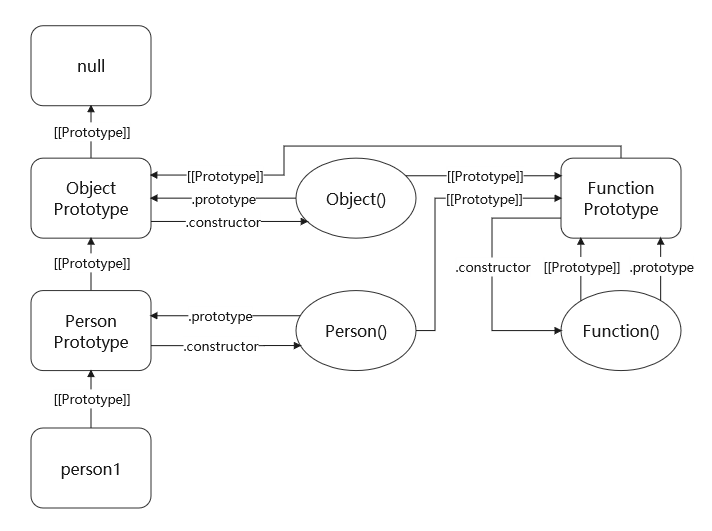 null
[[Prototype]]
Object
Prototype
[[Prototype]]
.prototype
.constructor
Object()
[[Prototype]]
[[Prototype]]
Function
Prototype
[[Prototype]]
.constructor
[[Prototype]]
.prototype
Person
Prototype
.prototype
.constructor
Person()
Function()
[[Prototype]]
person1